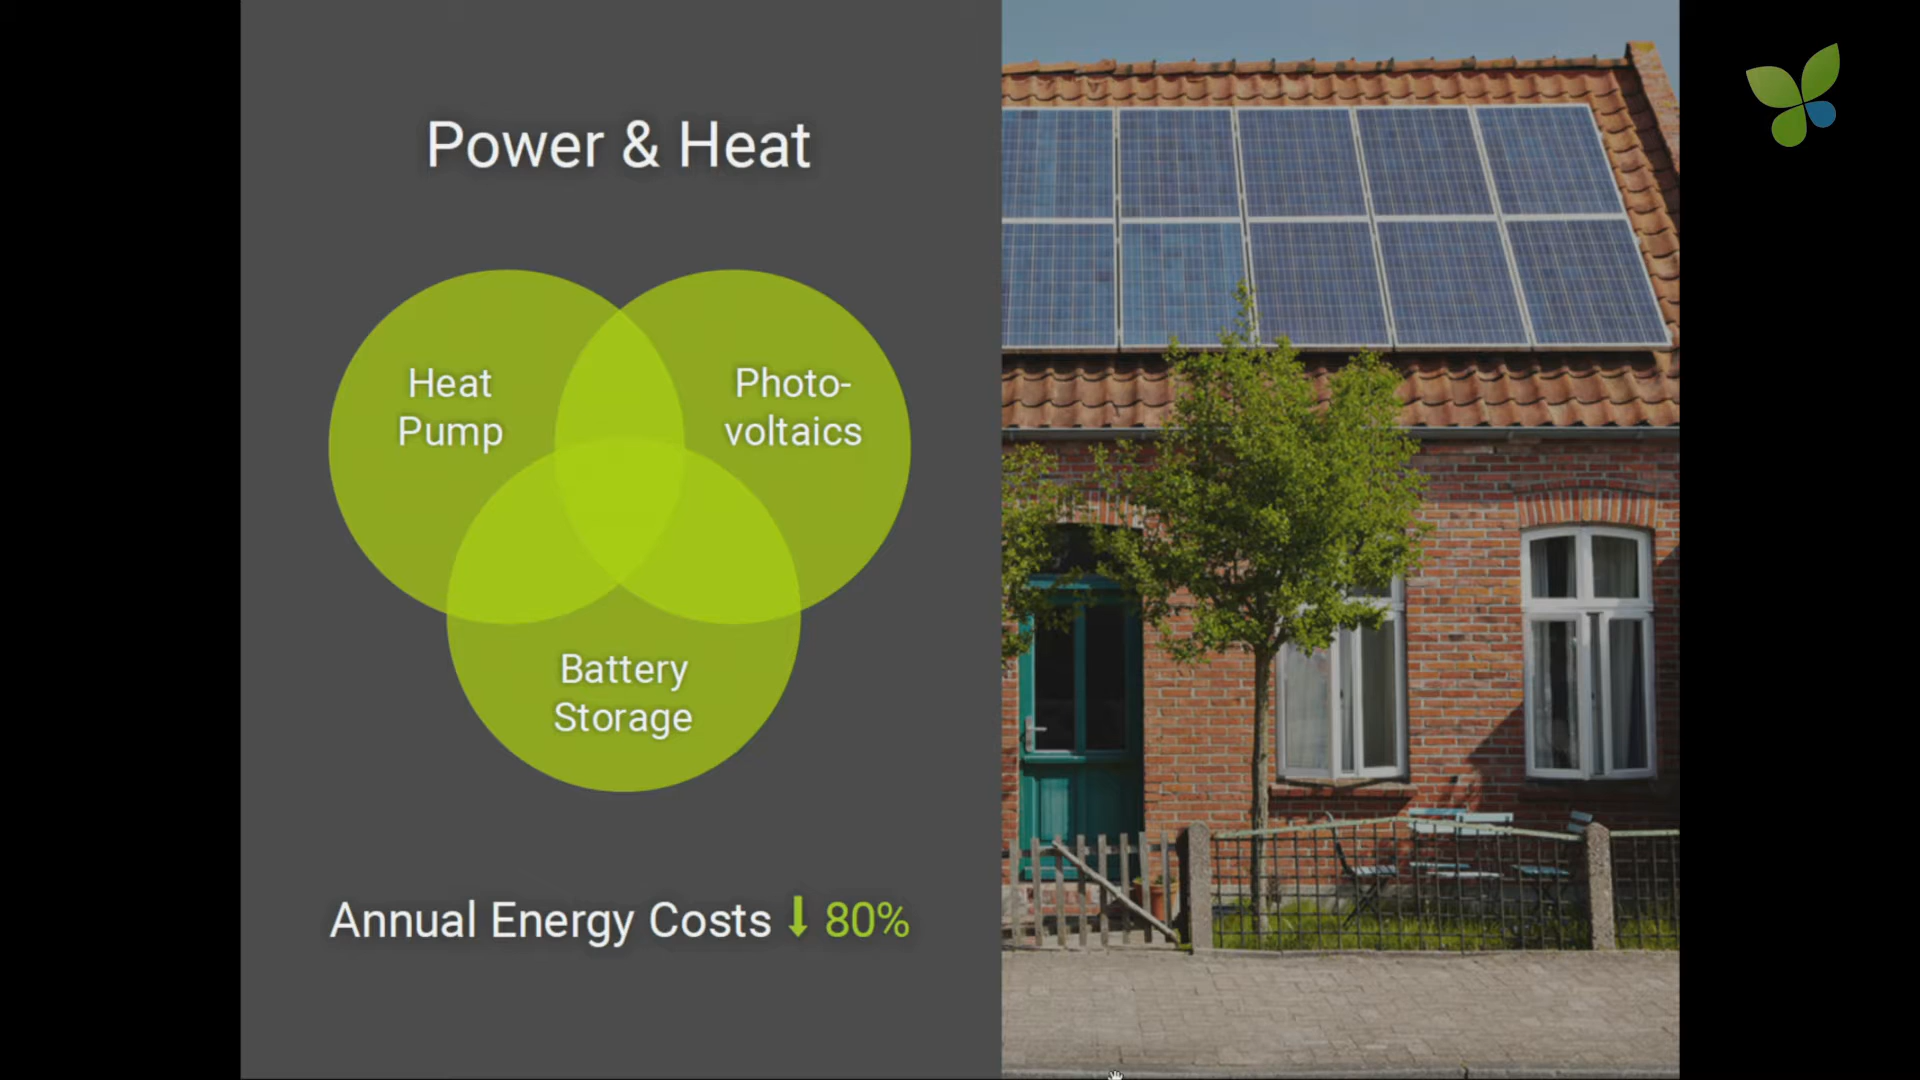 Power & Heat
Heat
Pump
Photo-
voltaics
Battery
Storage
Annual Energy Costs ⬇ 80%